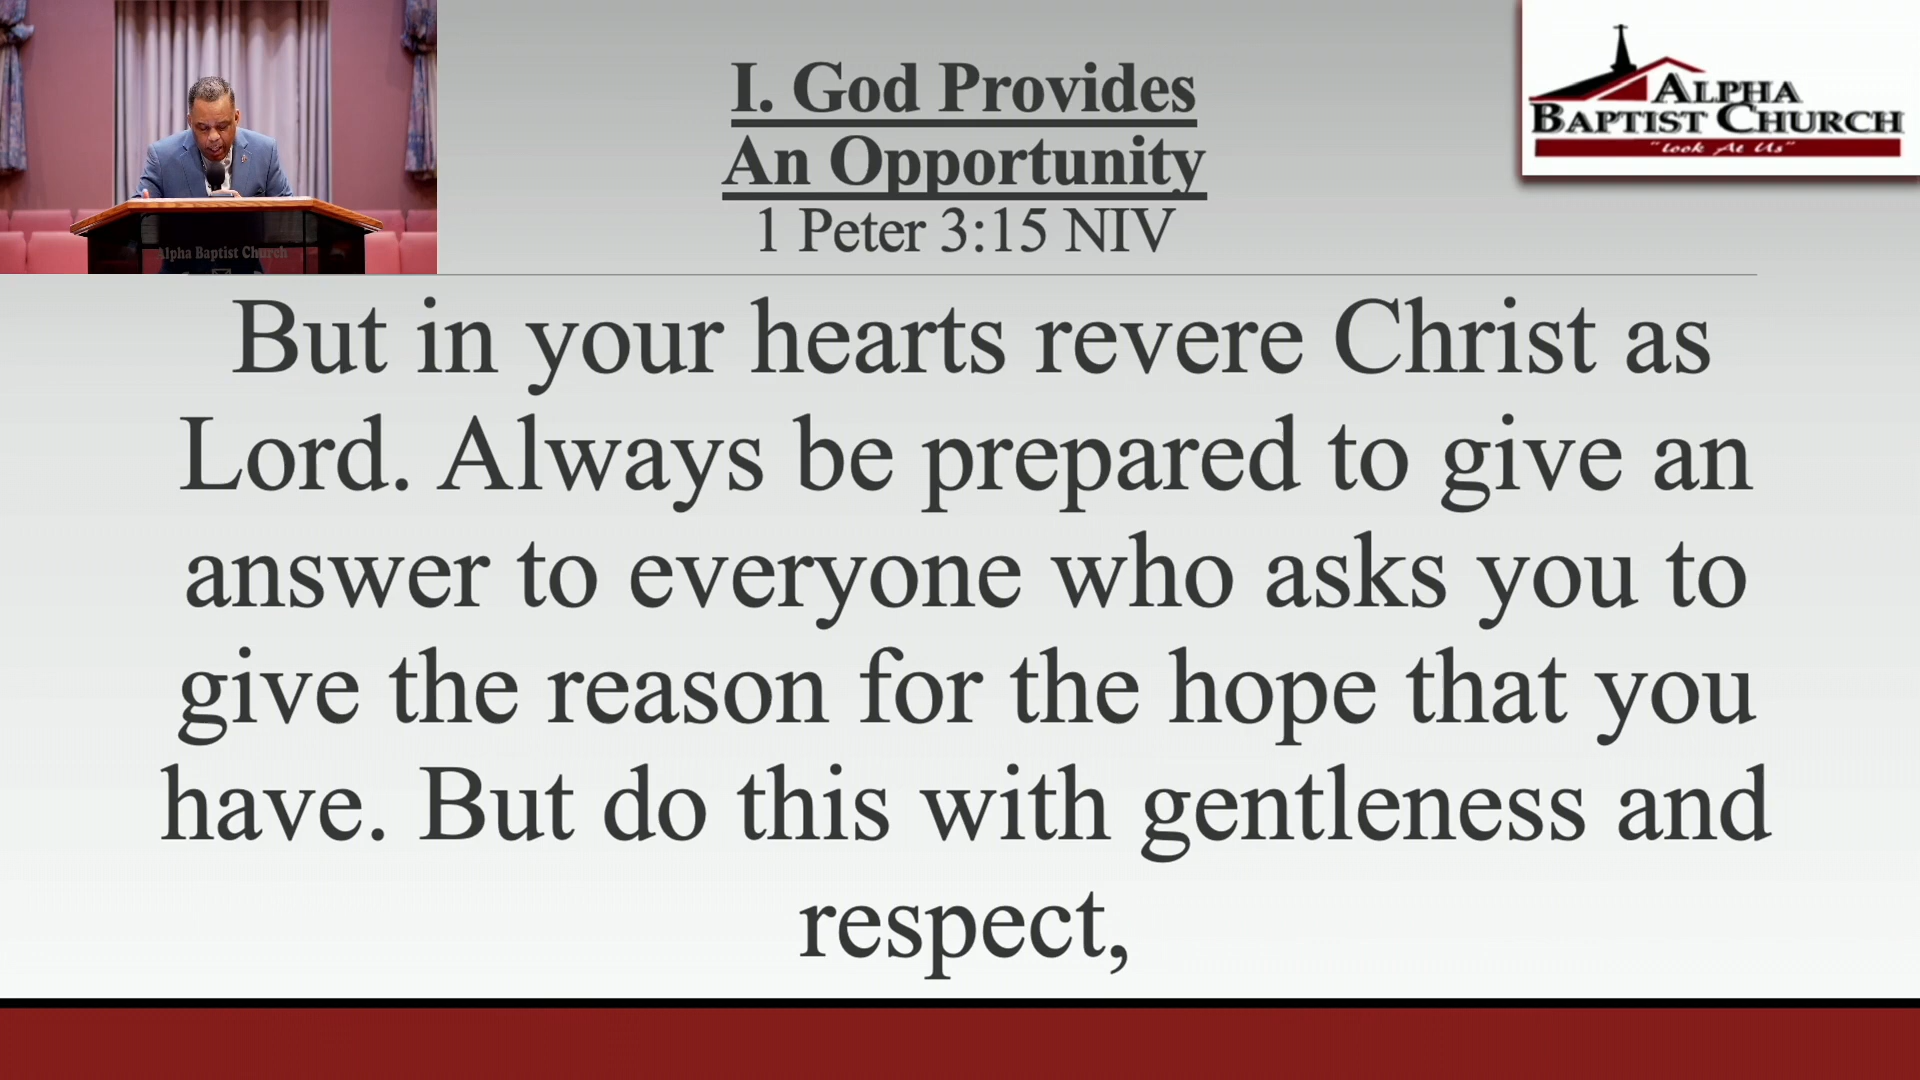 I. God Provides
An Opportunity
1 Peter 3:15 NIV
ALPHA
BAPTIST CHURCH
"Look At Us"
Alpha Baptist Church
But in your hearts revere Christ as
Lord. Always be prepared to give an
answer to everyone who asks you to
give the reason for the hope that you
have. But do this with gentleness and
respect,